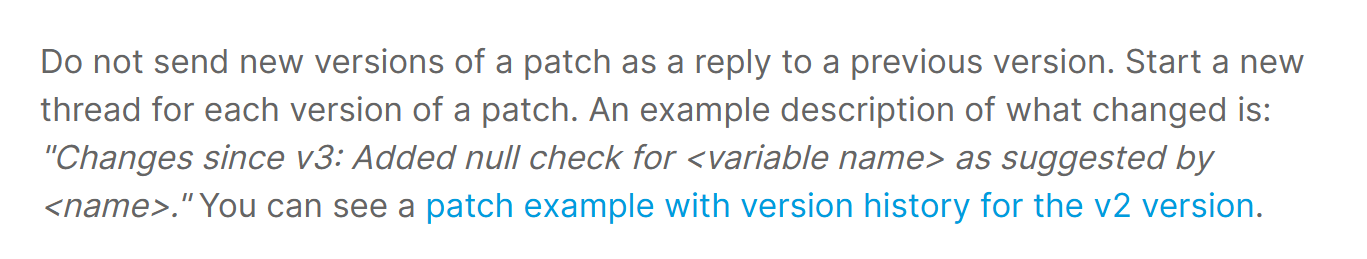 Do not send new versions of a patch as a reply to a previous version. Start a new
thread for each version of a patch. An example description of what changed is:
"Changes since v3: Added null check for <variable name> as suggested by
<name>." You can see a patch example with version history for the v2 version.